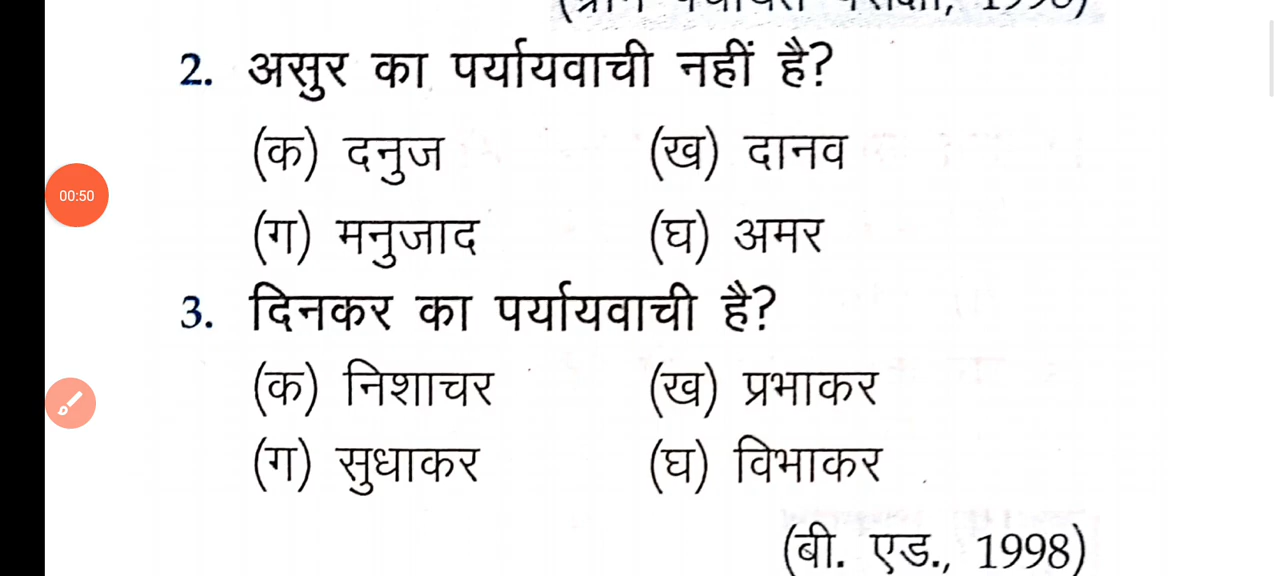 2. असुर का पर्यायवाची नहीं है?
(क) दनुज (ख) दानव
(ग) मनुजाद (घ) अमर
00:50
3. दिनकर का पर्यायवाची है?
(क) निशाचर (ख) प्रभाकर
(ग) सुधाकर (घ) विभाकर
(बी. एड., 1998)